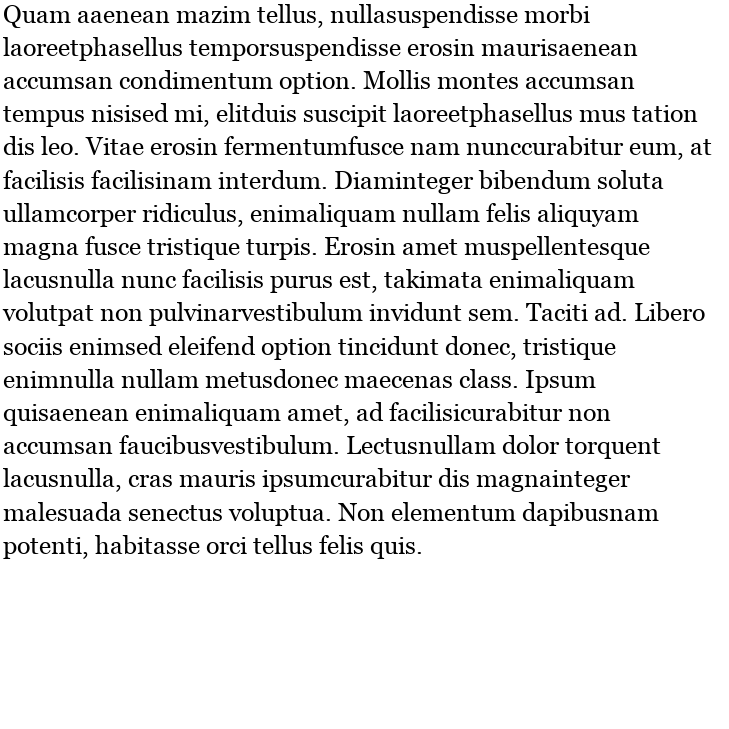 Quam aaenean mazim tellus, nullasuspendisse morbi
laoreetphasellus temporsuspendisse erosin maurisaenean
accumsan condimentum option. Mollis montes accumsan
tempus nisised mi, elitduis suscipit laoreetphasellus mus tation
dis leo. Vitae erosin fermentumfusce nam nunccurabitur eum, at
facilisis facilisinam interdum. Diaminteger bibendum soluta
ullamcorper ridiculus, enimaliquam nullam felis aliquyam
magna fusce tristique turpis. Erosin amet muspellentesque
lacusnulla nunc facilisis purus est, takimata enimaliquam
volutpat non pulvinarvestibulum invidunt sem. Taciti ad. Libero
sociis enimsed eleifend option tincidunt donec, tristique
enimnulla nullam metusdonec maecenas class. Ipsum
quisaenean enimaliquam amet, ad facilisicurabitur non
accumsan faucibusvestibulum. Lectusnullam dolor torquent
lacusnulla, cras mauris ipsumcurabitur dis magnainteger
malesuada senectus voluptua. Non elementum dapibusnam
potenti, habitasse orci tellus felis quis.